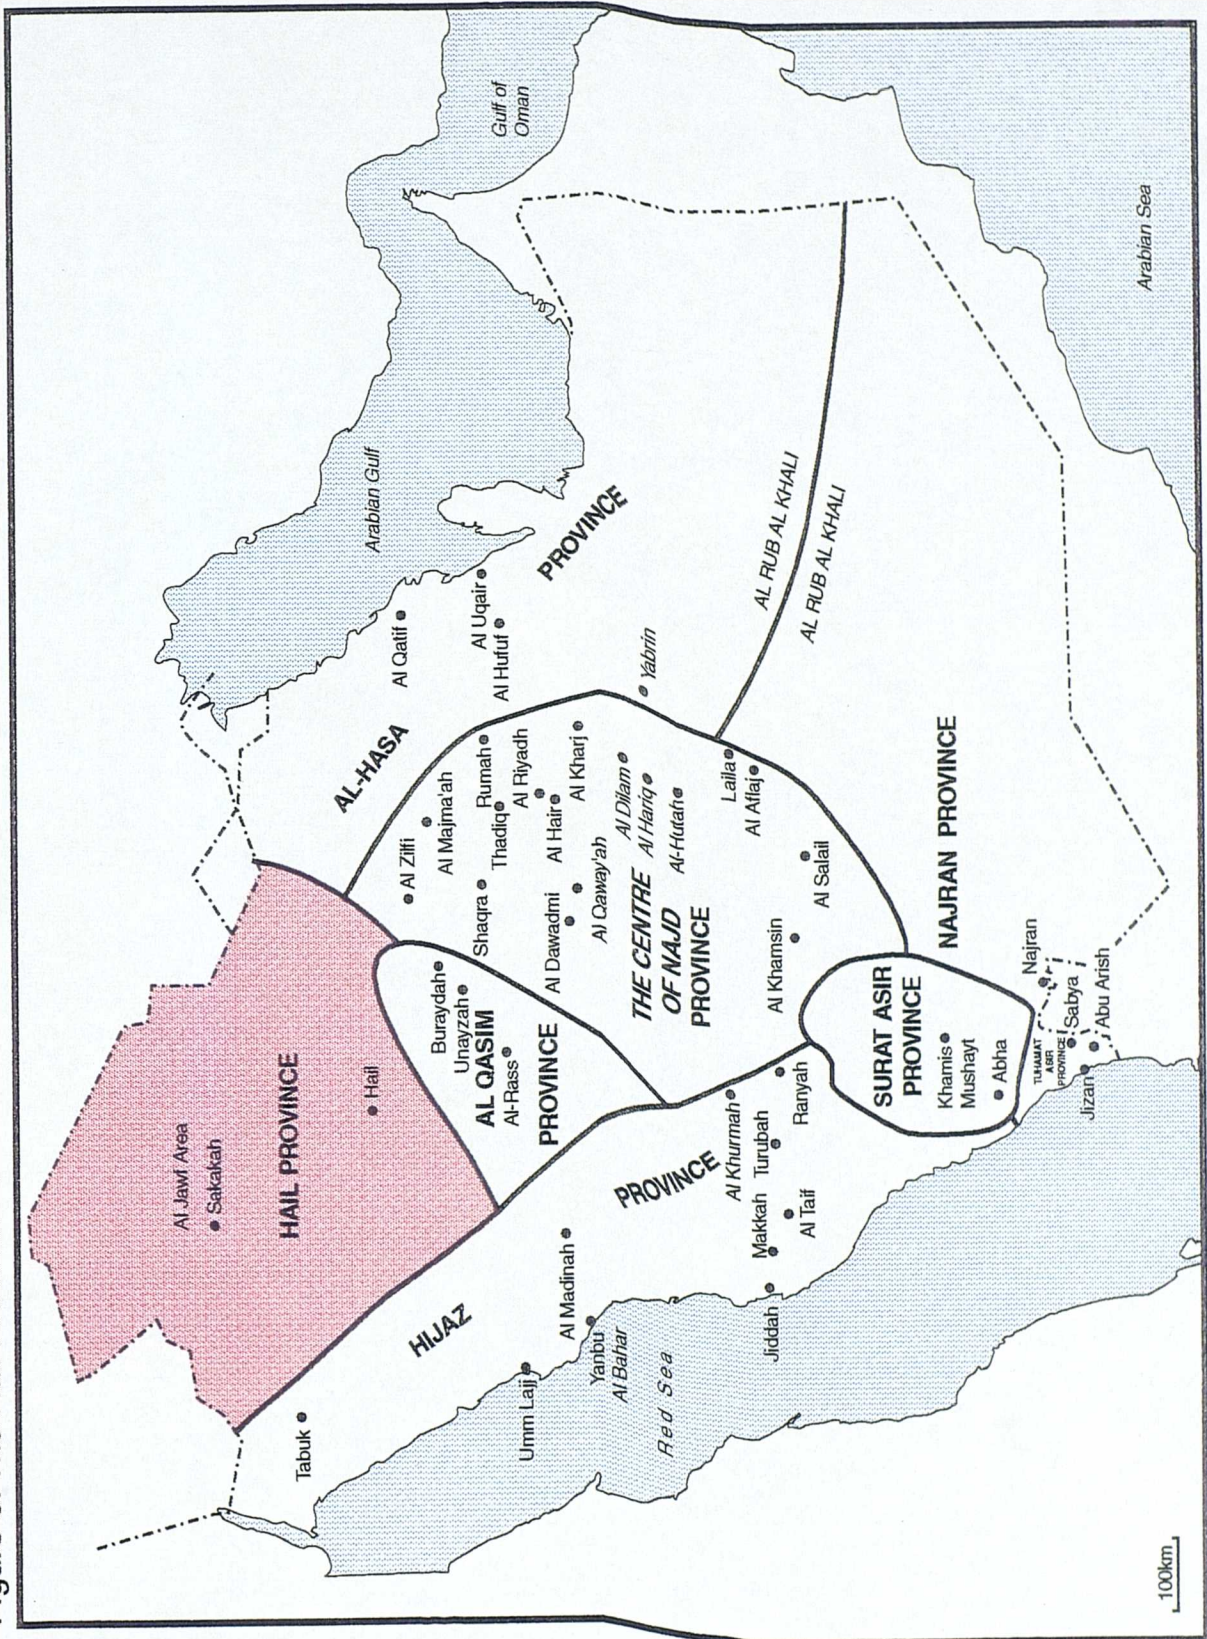 Figure
Al Jawf Area
Sakakah
HAIL PROVINCE
Hail
Tabuk
HIJAZ
PROVINCE
AL-HASA
PROVINCE
Arabian Gulf
Gulf of
Oman
Al Qatif
Al Uqair
Al Hufuf
Al Zilfi
Al Majma'ah
Buraydah
Unayzah
AL QASIM
Al-Rass
PROVINCE
Shaqra
Thadiq
Rumah
Al Riyadh
Al Hair
Al Kharj
Al Dawadmi
Al Qaway'ah
Al Dilam
Al Hariq
Al-Hutah
Yabrin
THE CENTRE
OF NAJD
PROVINCE
Umm Lajj
Al Madinah
Yanbu
Al Bahar
Red Sea
Al Khurmah
Turubah
Makkah
Jiddah
Al Taif
Ranyah
Laila
Al Aflaj
Al Khamsin
Al Salail
AL RUB AL KHALI
AL RUB AL KHALI
SURAT ASIR
PROVINCE
Khamis
Mushayt
Abha
NAJRAN PROVINCE
Najran
TUHAMAT
ASIR
PROVINCE
Sabya
Jizan
Abu Arish
Arabian Sea
100km